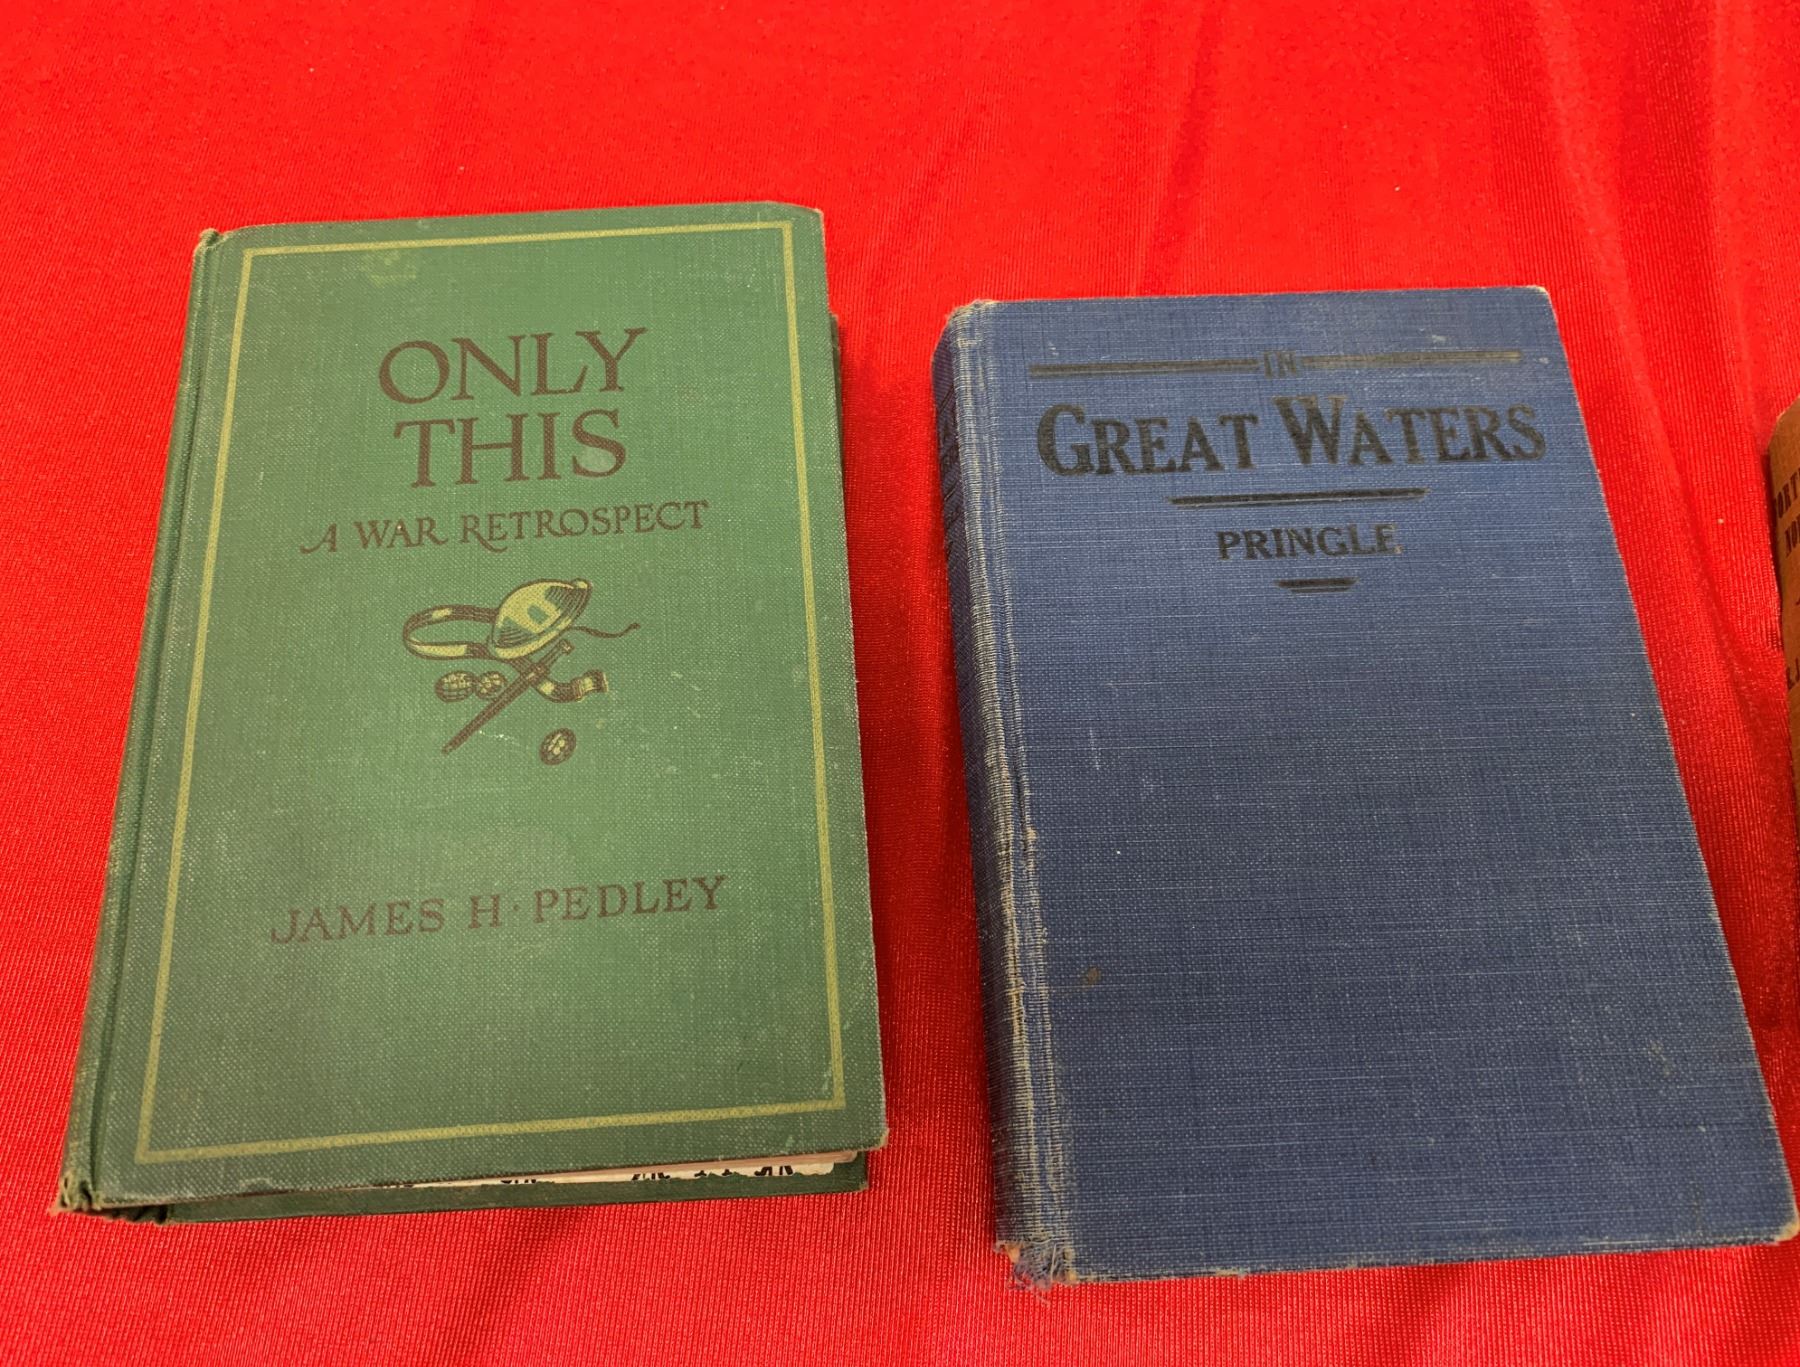 ONLY
THIS
A WAR RETROSPECT
JAMES H. PEDLEY
IN
GREAT WATERS
PRINGLE